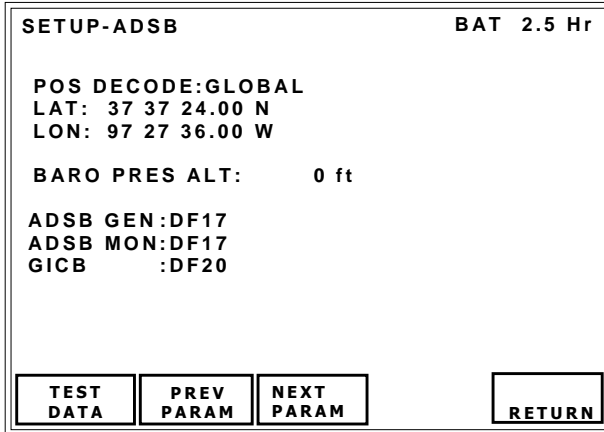 SETUP-ADSB BAT 2.5 Hr
POS DECODE:GLOBAL
LAT: 37 37 24.00 N
LON: 97 27 36.00 W
BARO PRES ALT: 0 ft
ADSB GEN:DF17
ADSB MON:DF17
GICB :DF20
TEST DATA
PREV PARAM
NEXT PARAM
RETURN